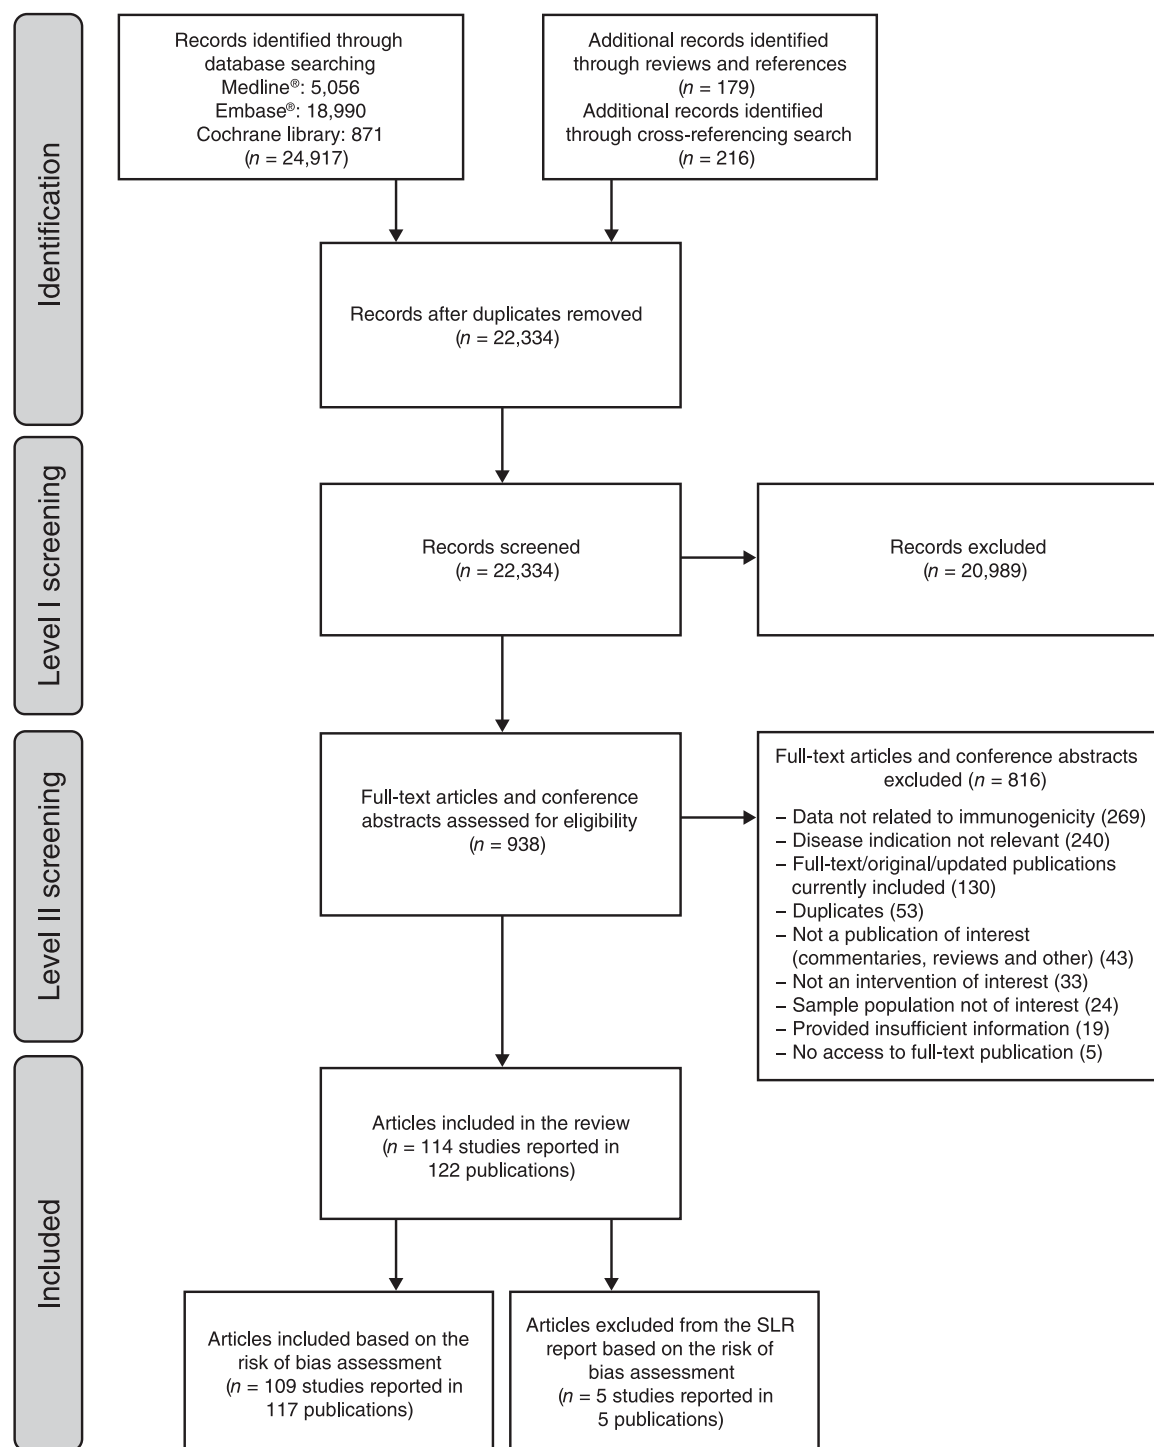 Identification
Records identified through
database searching
Medline®: 5,056
Embase®: 18,990
Cochrane library: 871
(n = 24,917)
Additional records identified
through reviews and references
(n = 179)
Additional records identified
through cross-referencing search
(n = 216)
Records after duplicates removed
(n = 22,334)
Level I screening
Records screened
(n = 22,334)
Records excluded
(n = 20,989)
Level II screening
Full-text articles and conference
abstracts assessed for eligibility
(n = 938)
Full-text articles and conference abstracts
excluded (n = 816)
– Data not related to immunogenicity (269)
– Disease indication not relevant (240)
– Full-text/original/updated publications
currently included (130)
– Duplicates (53)
– Not a publication of interest
(commentaries, reviews and other) (43)
– Not an intervention of interest (33)
– Sample population not of interest (24)
– Provided insufficient information (19)
– No access to full-text publication (5)
Included
Articles included in the review
(n = 114 studies reported in
122 publications)
Articles included based on the
risk of bias assessment
(n = 109 studies reported in
117 publications)
Articles excluded from the SLR
report based on the risk of
bias assessment
(n = 5 studies reported in
5 publications)